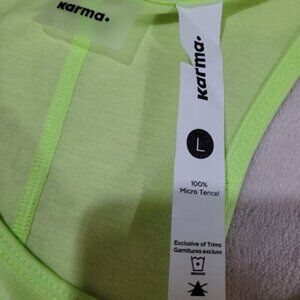 Karma.
Karma.
L
100%
Micro Tencel
Exclusive of Trims
Garnitures exclues